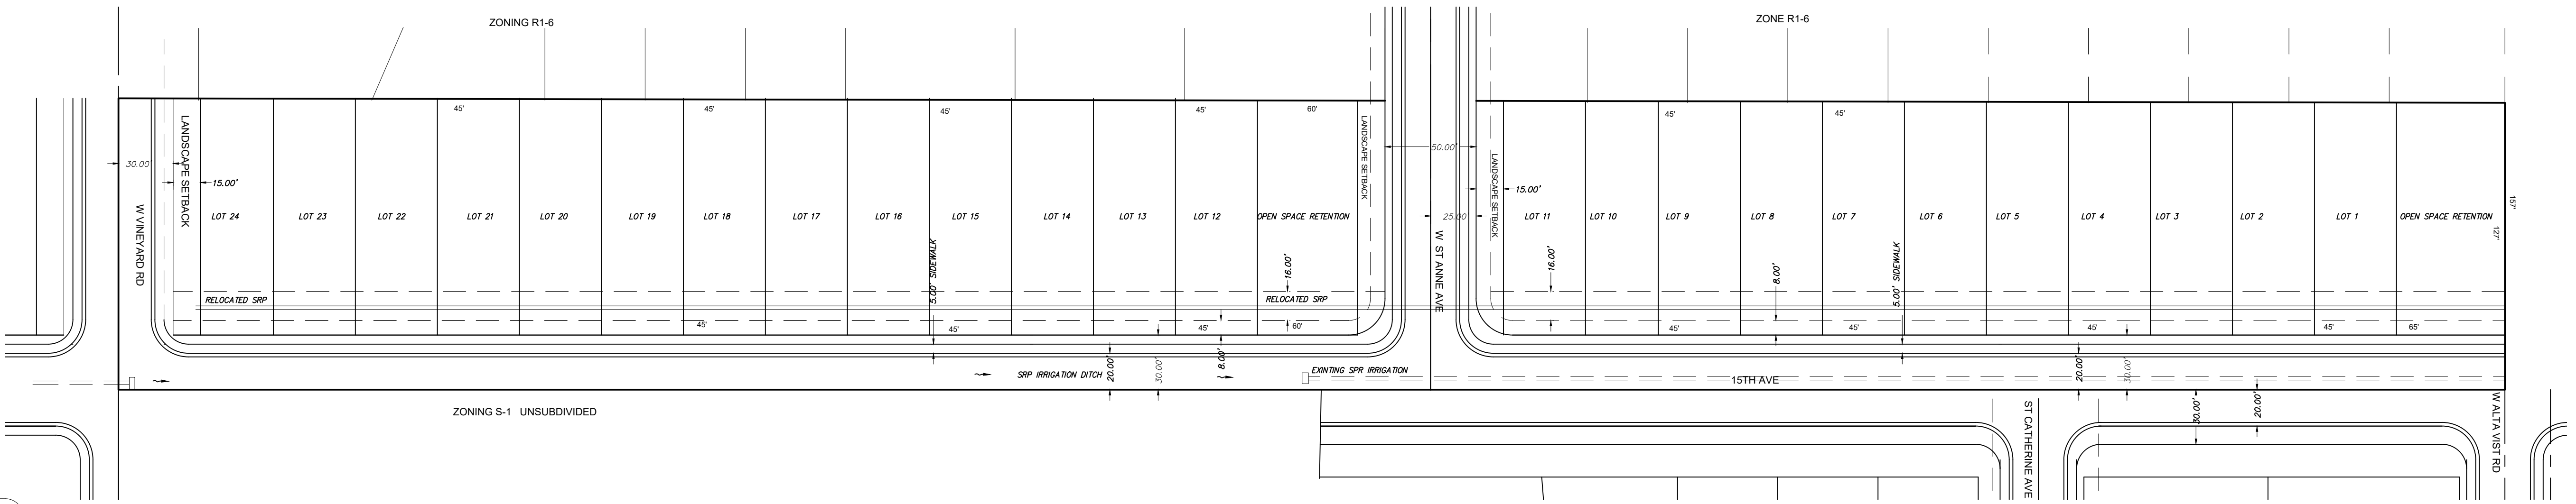 ZONING R1-6
ZONE R1-6
45'
45'
45'
45'
60'
45'
45'
LANDSCAPE SETBACK
LANDSCAPE SETBACK
LANDSCAPE SETBACK
30.00'
50.00'
15.00'
15.00'
25.00'
157'
127'
W VINEYARD RD
LOT 24
LOT 23
LOT 22
LOT 21
LOT 20
LOT 19
LOT 18
LOT 17
LOT 16
LOT 15
LOT 14
LOT 13
LOT 12
OPEN SPACE RETENTION
W ST ANNE AVE
LOT 11
LOT 10
LOT 9
LOT 8
LOT 7
LOT 6
LOT 5
LOT 4
LOT 3
LOT 2
LOT 1
OPEN SPACE RETENTION
5.00' SIDEWALK
16.00'
16.00'
8.00'
5.00' SIDEWALK
RELOCATED SRP
RELOCATED SRP
45'
45'
45'
60'
45'
45'
45'
45'
65'
SRP IRRIGATION DITCH
20.00'
30.00'
8.00'
EXINTING SPR IRRIGATION
15TH AVE
20.00'
30.00'
ZONING S-1 UNSUBDIVIDED
30.00'
20.00'
ST CATHERINE AVE
W ALTA VIST RD